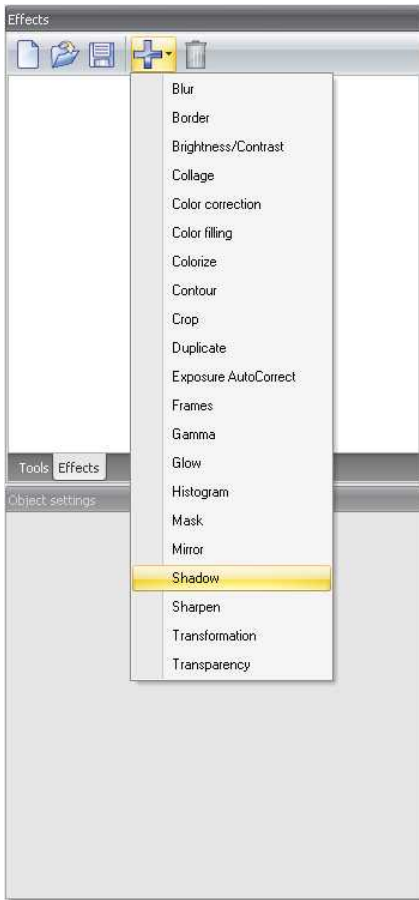 Effects
Blur
Border
Brightness/Contrast
Collage
Color correction
Color filling
Colorize
Contour
Crop
Duplicate
Exposure AutoCorrect
Frames
Gamma
Glow
Histogram
Mask
Mirror
Shadow
Sharpen
Transformation
Transparency
Tools Effects
Object settings